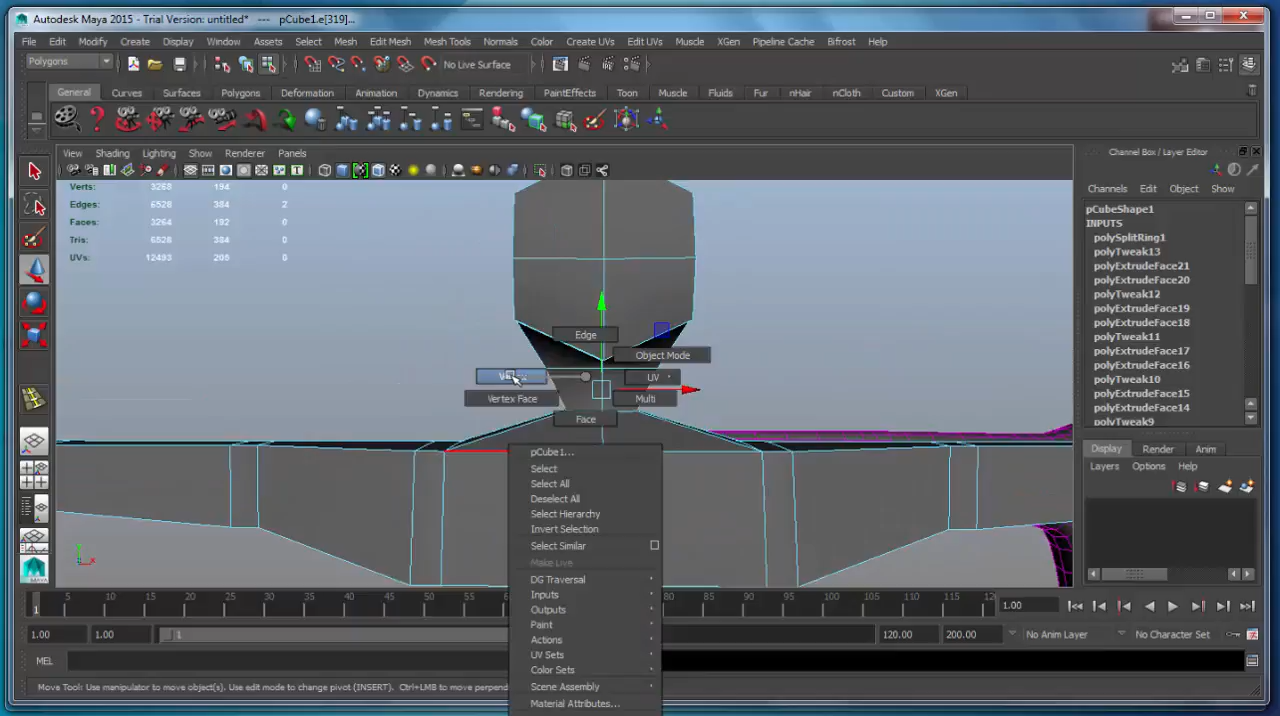 Autodesk Maya 2015 - Trial Version: untitled* --- pCube1.e[319]...
File Edit Modify Create Display Window Assets Select Mesh Edit Mesh Mesh Tools Normals Color Create UVs Edit UVs Muscle XGen Pipeline Cache Bifrost Help
Polygons No Live Surface
General Curves Surfaces Polygons Deformation Animation Dynamics Rendering PaintEffects Toon Muscle Fluids Fur nHair nCloth Custom XGen
View Shading Lighting Show Renderer Panels
Channel Box / Layer Editor
Verts: 3268 194 0
Edges: 6528 384 2
Faces: 3264 192 0
Tris: 6528 384 0
UVs: 12493 209 0
Channels Edit Object Show
pCubeShape1
INPUTS
polySplitRing1
polyTweak13
polyExtrudeFace21
polyExtrudeFace20
polyTweak12
polyExtrudeFace19
polyExtrudeFace18
polyTweak11
polyExtrudeFace17
polyExtrudeFace16
polyTweak10
polyExtrudeFace15
polyExtrudeFace14
polyTweak9
Edge
Object Mode
UV
Vertex Face
Multi
Face
pCube1...
Select
Select All
Deselect All
Select Hierarchy
Invert Selection
Select Similar
Make Live
DG Traversal
Inputs
Outputs
Paint
Actions
UV Sets
Color Sets
Scene Assembly
Material Attributes...
Display Render Anim
Layers Options Help
y
x
1 5 10 15 20 25 30 35 40 45 50 55 60 65 80 85 90 95 100 105 110 115 12
1.00
1.00 1.00 1 120.00 200.00 No Anim Layer No Character Set
MEL
Move Tool: Use manipulator to move object(s). Use edit mode to change pivot (INSERT). Ctrl+LMB to move perpend